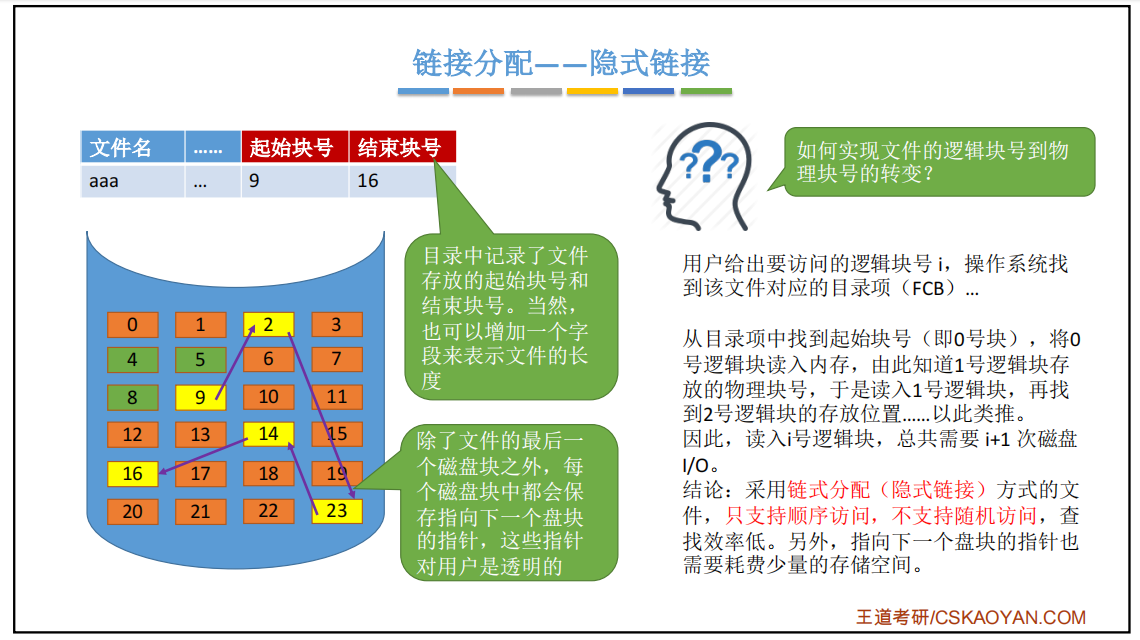 链接分配——隐式链接
文件名 …… 起始块号 结束块号
aaa … 9 16
???
如何实现文件的逻辑块号到物
理块号的转变?
目录中记录了文件
存放的起始块号和
结束块号。当然,
也可以增加一个字
段来表示文件的长
度
0 1 2 3
4 5 6 7
8 9 10 11
12 13 14 15
16 17 18 19
20 21 22 23
除了文件的最后一
个磁盘块之外,每
个磁盘块中都会保
存指向下一个盘块
的指针,这些指针
对用户是透明的
用户给出要访问的逻辑块号 i,操作系统找
到该文件对应的目录项(FCB)…
从目录项中找到起始块号(即0号块),将0
号逻辑块读入内存,由此知道1号逻辑块存
放的物理块号,于是读入1号逻辑块,再找
到2号逻辑块的存放位置……以此类推。
因此,读入i号逻辑块,总共需要 i+1 次磁盘
I/O。
结论:采用链式分配(隐式链接)方式的文
件,只支持顺序访问,不支持随机访问,查
找效率低。另外,指向下一个盘块的指针也
需要耗费少量的存储空间。
王道考研/CSKAOYAN.COM